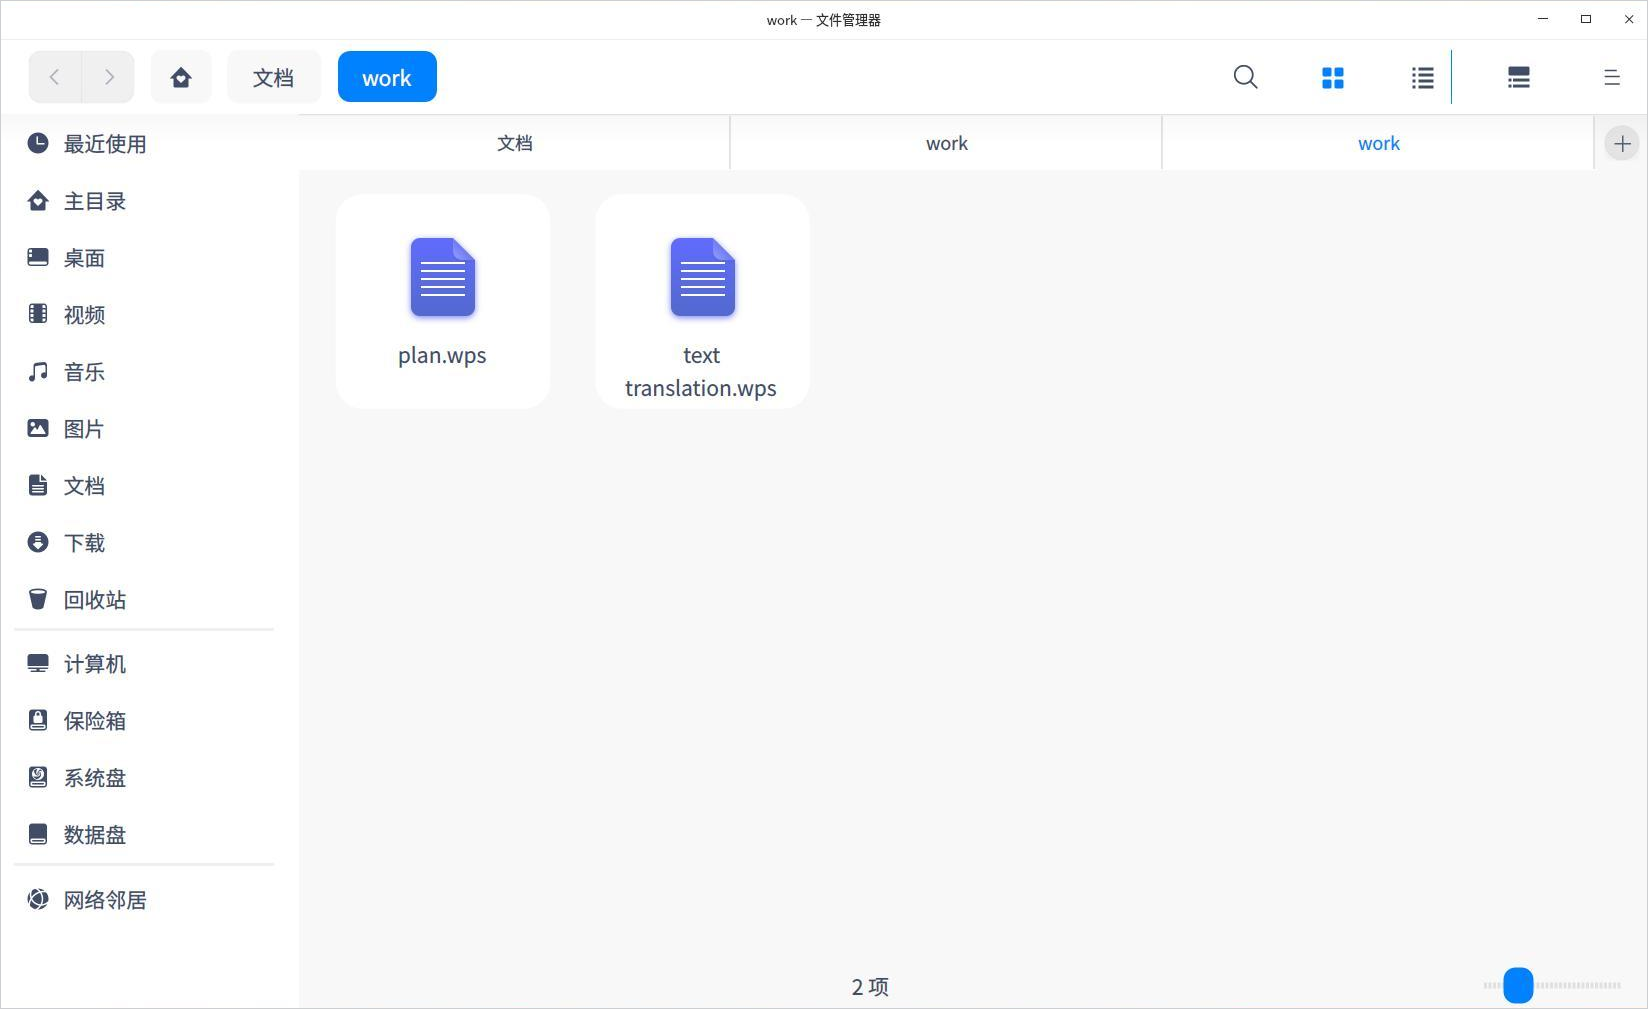 work — 文件管理器
文档
work
文档
work
work
最近使用
主目录
桌面
视频
音乐
图片
文档
下载
回收站
计算机
保险箱
系统盘
数据盘
网络邻居
plan.wps
text
translation.wps
2 项